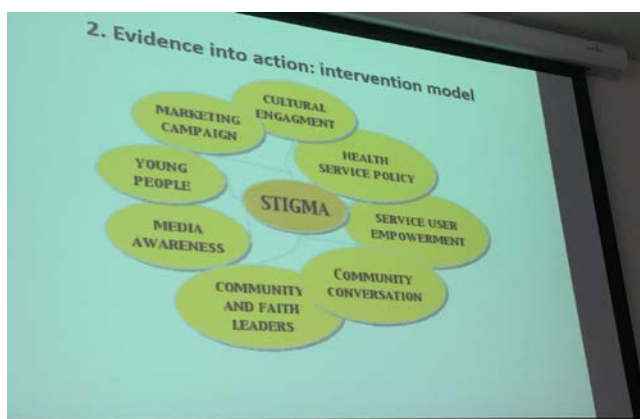 2. Evidence into action: intervention model
CULTURAL
ENGAGMENT
MARKETING
CAMPAIGN
HEALTH
SERVICE POLICY
YOUNG
PEOPLE
STIGMA
SERVICE USER
EMPOWERMENT
MEDIA
AWARENESS
COMMUNITY
CONVERSATION
COMMUNITY
AND FAITH
LEADERS